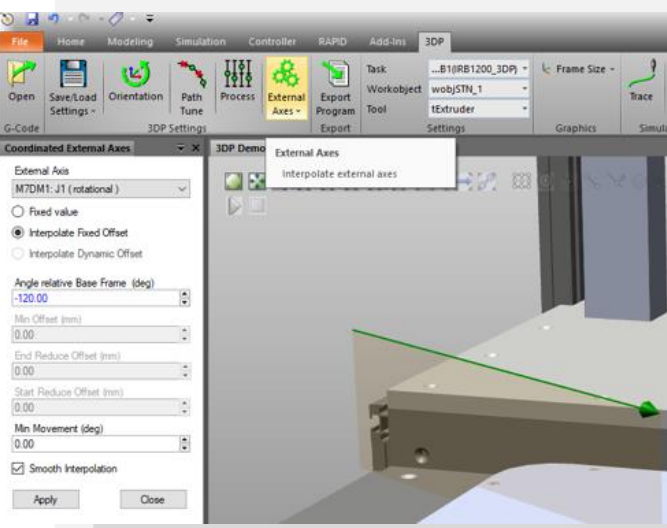 File Home Modeling Simulation Controller RAPID Add-Ins 3DP
Open Save/Load Settings Orientation Path Tune Process External Axes Export Program
Task ...B1(IRB1200_3DP)
Workobject wobjSTN_1
Tool tExtruder
Frame Size
Trace
G-Code 3DP Settings Export Settings Graphics Simul
Coordinated External Axes
3DP Demo
External Axes
Interpolate external axes
External Axis
M7DM1: J1 ( rotational )
Fixed value
Interpolate Fixed Offset
Interpolate Dynamic Offset
Angle relative Base Frame (deg)
-120.00
Min Offset (mm)
0.00
End Reduce Offset (mm)
0.00
Start Reduce Offset (mm)
0.00
Min Movement (deg)
0.00
Smooth Interpolation
Apply Close